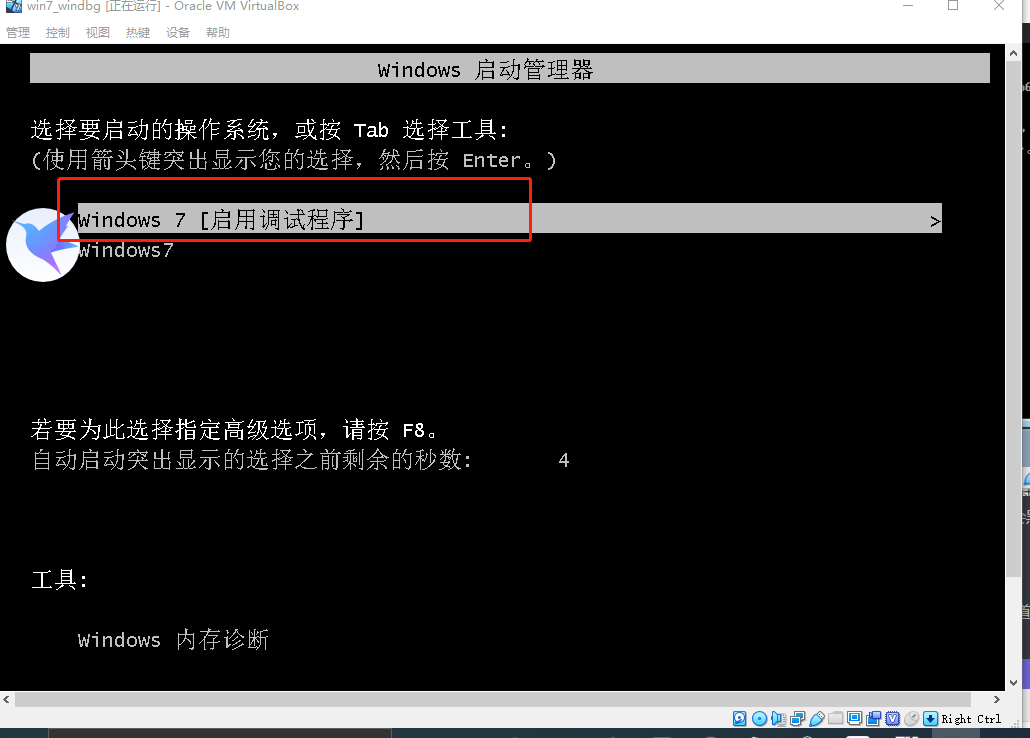 win7_windbg [正在运行] - Oracle VM VirtualBox
管理 控制 视图 热键 设备 帮助
Windows 启动管理器
选择要启动的操作系统，或按 Tab 选择工具:
(使用箭头键突出显示您的选择，然后按 Enter。)
Windows 7 [启用调试程序] >
Windows7
若要为此选择指定高级选项，请按 F8。
自动启动突出显示的选择之前剩余的秒数: 4
工具:
Windows 内存诊断
Right Ctrl